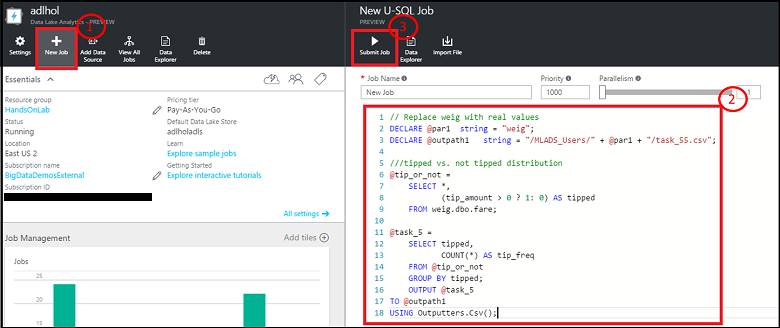 adlhol
Data Lake Analytics - PREVIEW
Settings
New Job
Add Data
Source
View All
Jobs
Data
Explorer
Delete
1
Essentials
Resource group
HandsOnLab
Status
Running
Location
East US 2
Subscription name
BigDataDemosExternal
Subscription ID
Pricing tier
Pay-As-You-Go
Default Data Lake Store
adlholadls
Learn
Explore sample jobs
Getting Started
Explore interactive tutorials
All settings →
Job Management
Add tiles
Jobs
25
20
15
New U-SQL Job
PREVIEW
Submit Job
Data
Explorer
Import File
3
* Job Name
New Job
Priority
1000
Parallelism
1
2
1 // Replace weig with real values
2 DECLARE @par1 string = "weig";
3 DECLARE @outpath1 string = "/MLADS_Users/" + @par1 + "/task_55.csv";
4
5 ///tipped vs. not tipped distribution
6 @tip_or_not =
7 SELECT *,
8 (tip_amount > 0 ? 1: 0) AS tipped
9 FROM weig.dbo.fare;
10
11 @task_5 =
12 SELECT tipped,
13 COUNT(*) AS tip_freq
14 FROM @tip_or_not
15 GROUP BY tipped;
16 OUTPUT @task_5
17 TO @outpath1
18 USING Outputters.Csv();